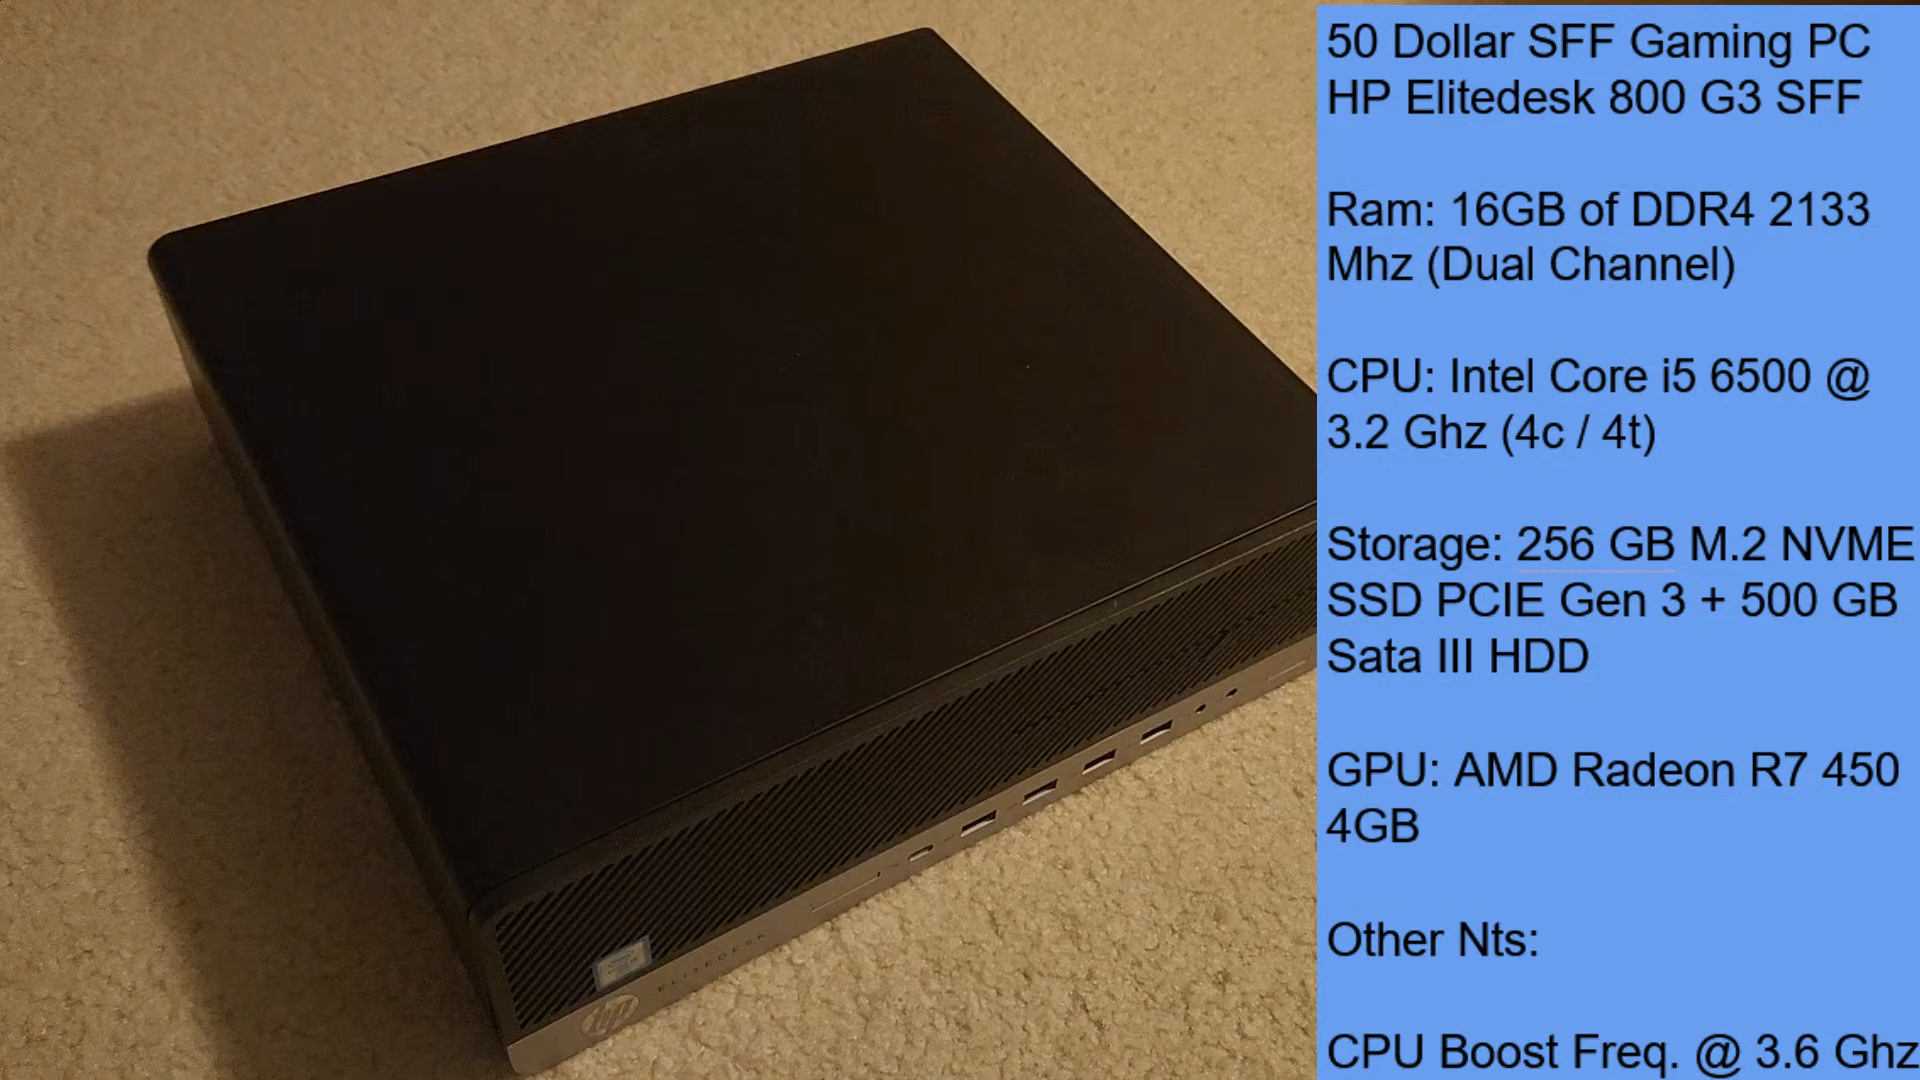 50 Dollar SFF Gaming PC
HP Elitedesk 800 G3 SFF
Ram: 16GB of DDR4 2133
Mhz (Dual Channel)
CPU: Intel Core i5 6500 @
3.2 Ghz (4c / 4t)
Storage: 256 GB M.2 NVME
SSD PCIE Gen 3 + 500 GB
Sata III HDD
GPU: AMD Radeon R7 450
4GB
Other Nts:
CPU Boost Freq. @ 3.6 Ghz
hp ELITEDESK